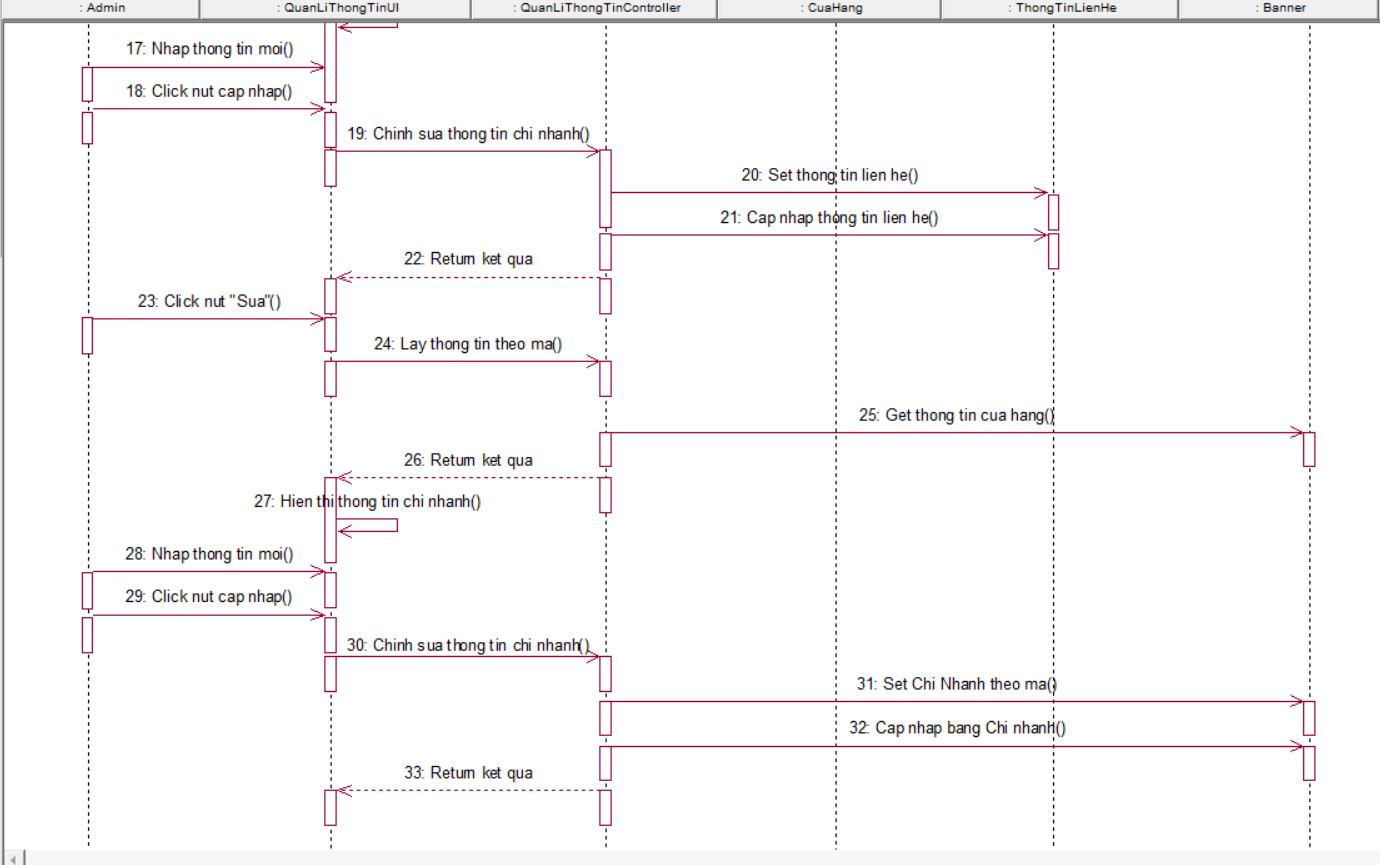 : Admin
: QuanLiThongTinUI
: QuanLiThongTinController
: CuaHang
: ThongTinLienHe
: Banner
17: Nhap thong tin moi()
18: Click nut cap nhap()
19: Chinh sua thong tin chi nhanh()
20: Set thong tin lien he()
21: Cap nhap thong tin lien he()
22: Return ket qua
23: Click nut "Sua"()
24: Lay thong tin theo ma()
25: Get thong tin cua hang()
26: Return ket qua
27: Hien thi thong tin chi nhanh()
28: Nhap thong tin moi()
29: Click nut cap nhap()
30: Chinh sua thong tin chi nhanh()
31: Set Chi Nhanh theo ma()
32: Cap nhap bang Chi nhanh()
33: Return ket qua